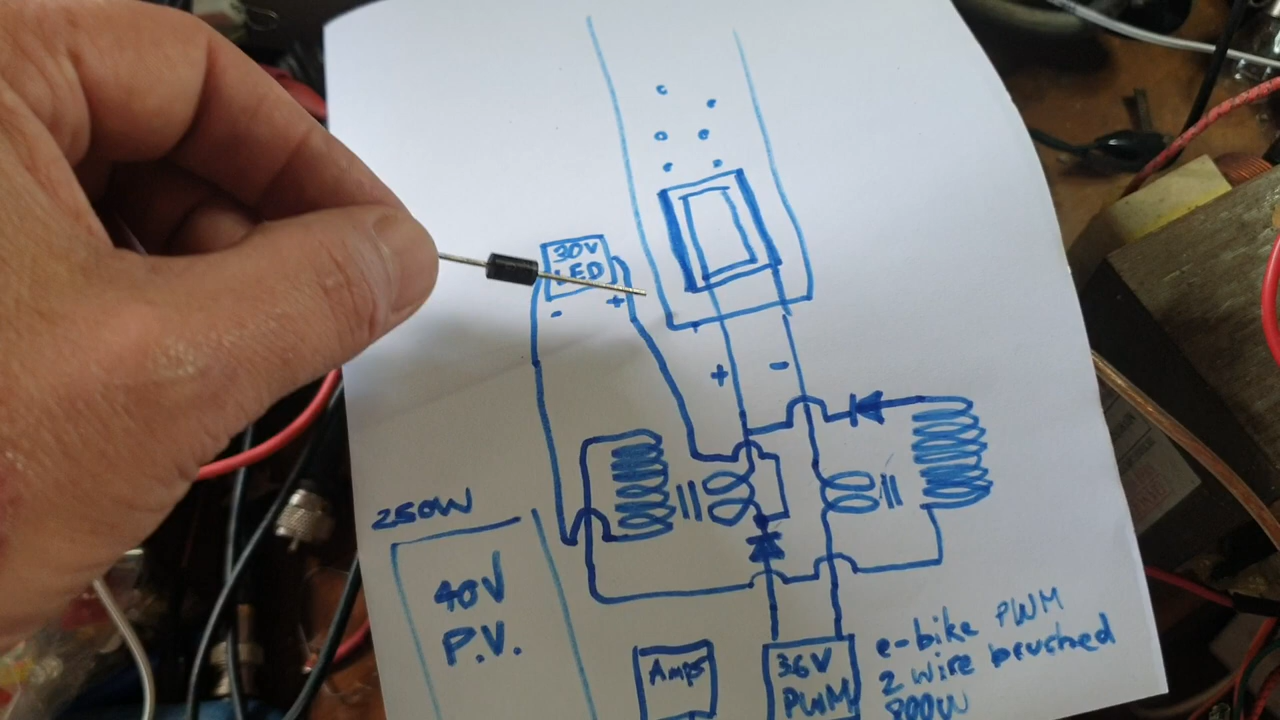 30V
LED
-
+
+
-
250W
40V
P.V.
Amps
36V
PWM
e-bike PWM
2 wire brushed
800W